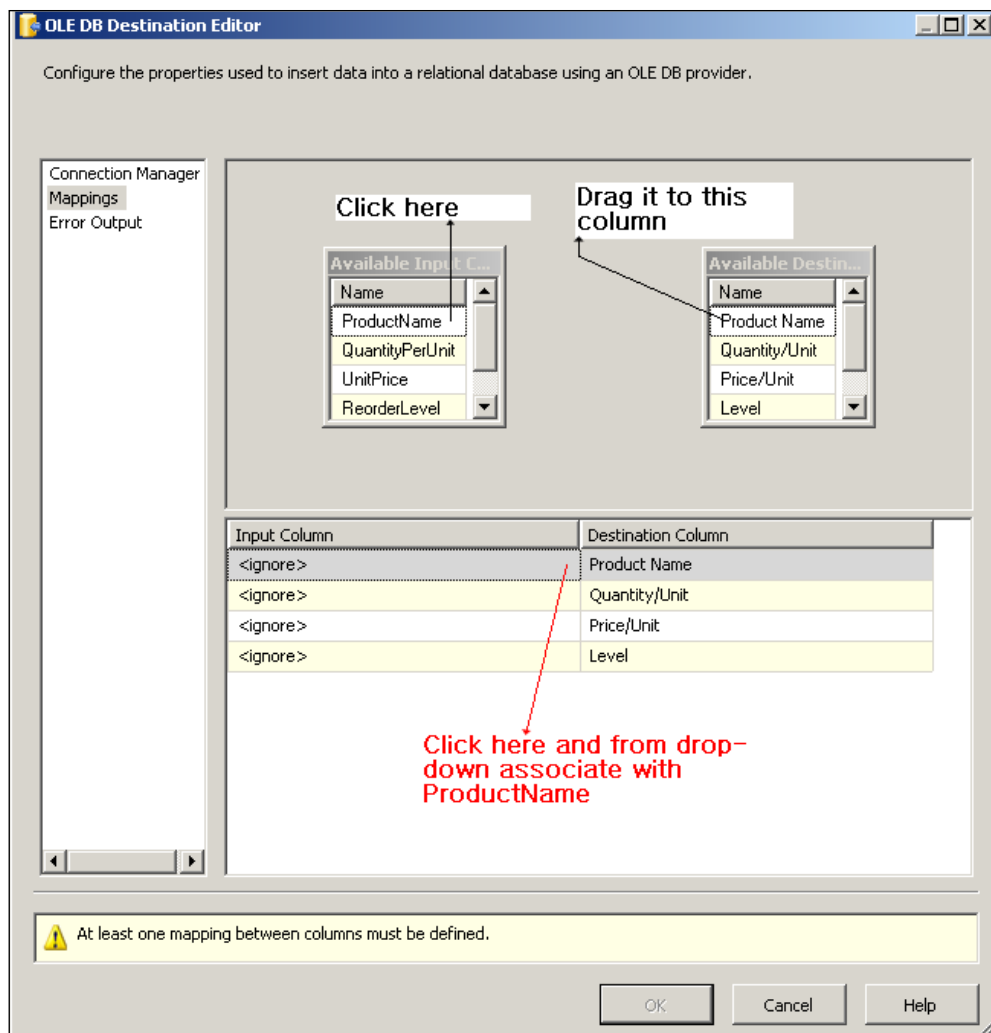 OLE DB Destination Editor
Configure the properties used to insert data into a relational database using an OLE DB provider.
Connection Manager
Mappings
Error Output
Click here
Drag it to this
column
Available Input C...
Name
ProductName
QuantityPerUnit
UnitPrice
ReorderLevel
Available Destin...
Name
Product Name
Quantity/Unit
Price/Unit
Level
Input Column Destination Column
<ignore> Product Name
<ignore> Quantity/Unit
<ignore> Price/Unit
<ignore> Level
Click here and from drop-
down associate with
ProductName
At least one mapping between columns must be defined.
OK Cancel Help